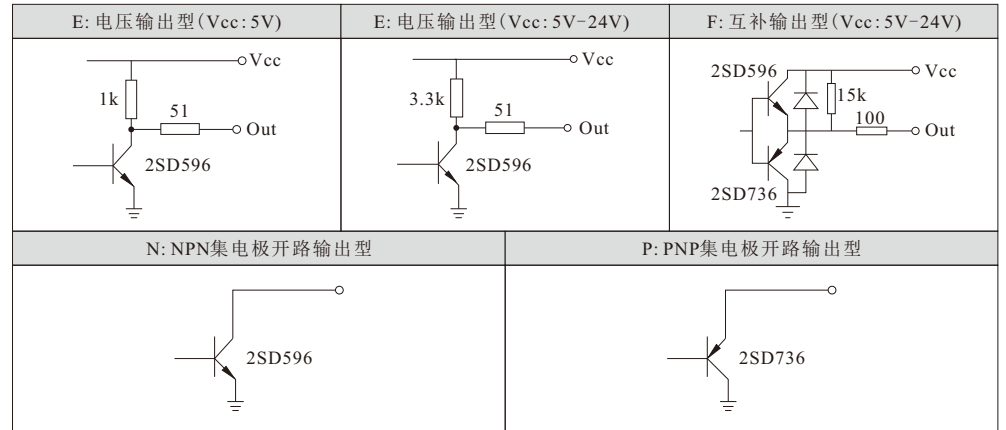 E: 电压输出型(Vcc:5V)
E: 电压输出型(Vcc:5V-24V)
F: 互补输出型(Vcc:5V-24V)
Vcc
1k
51
Out
2SD596
Vcc
3.3k
51
Out
2SD596
2SD596
Vcc
15k
100
Out
2SD736
N: NPN集电极开路输出型
P: PNP集电极开路输出型
2SD596
2SD736